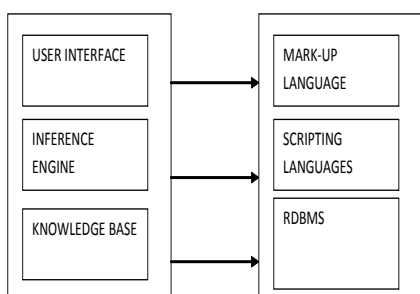 USER INTERFACE
INFERENCE
ENGINE
KNOWLEDGE BASE
MARK-UP
LANGUAGE
SCRIPTING
LANGUAGES
RDBMS